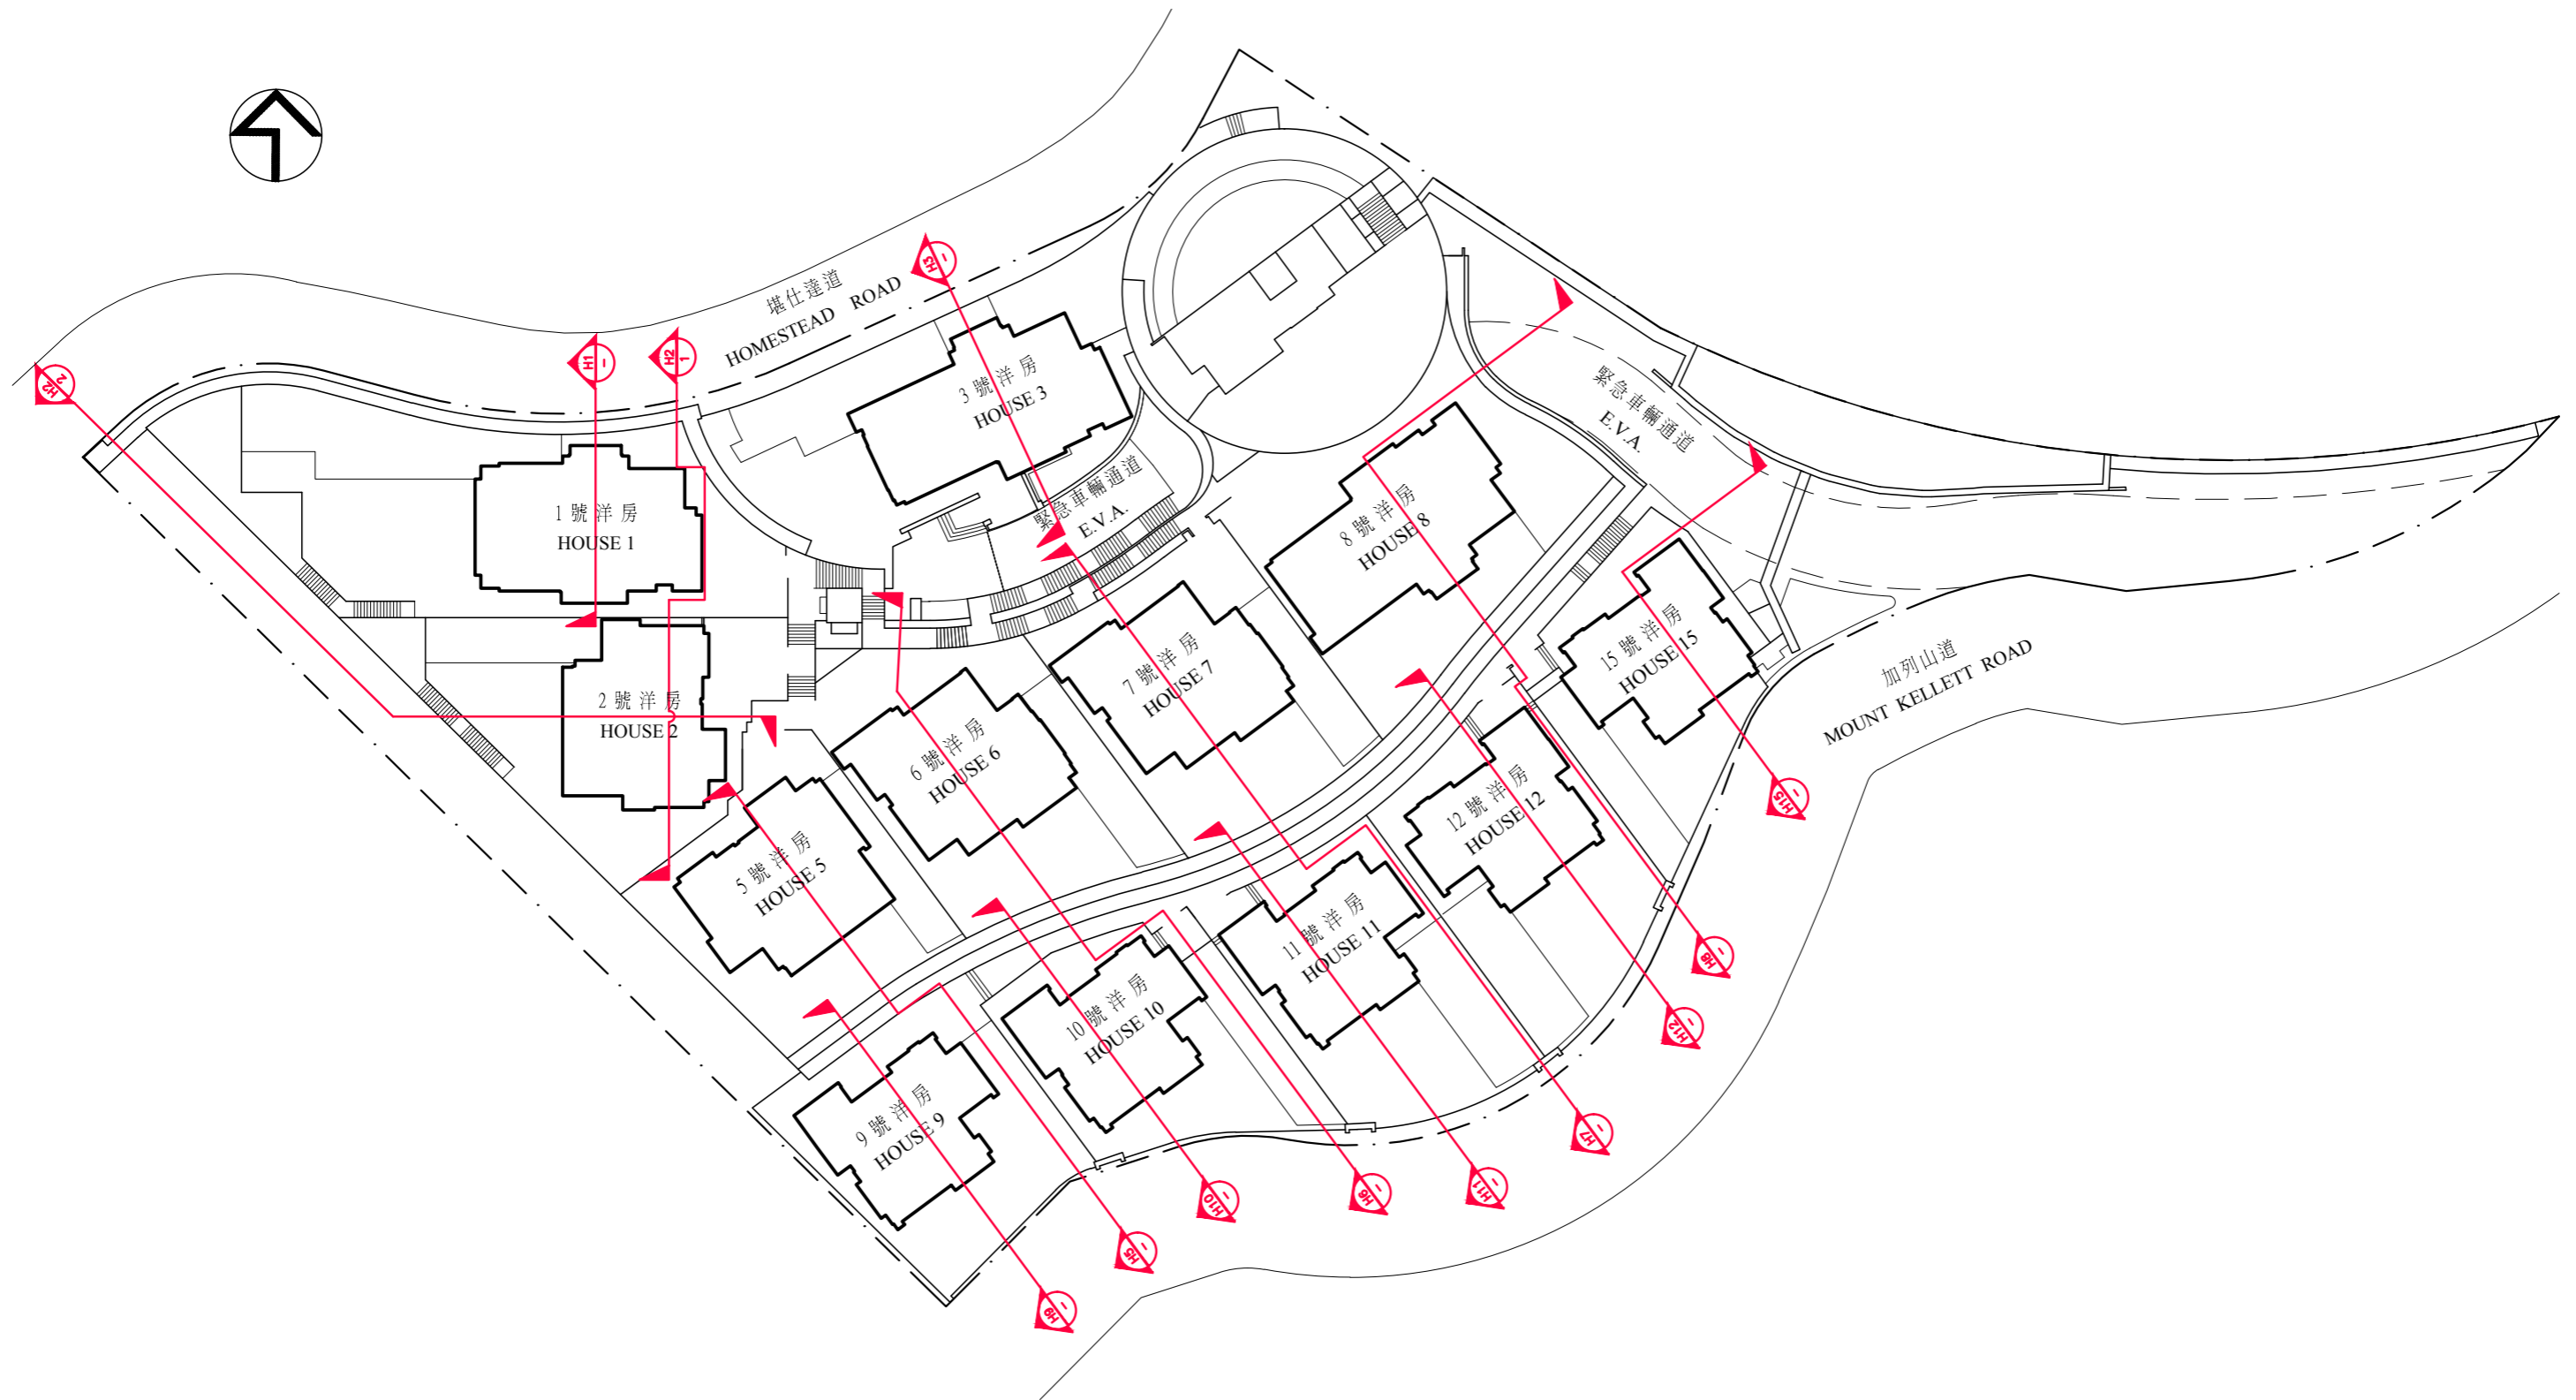 堪仕達道
HOMESTEAD ROAD
H3
–
H1
–
H2
1
H2
2
3 號洋房
HOUSE 3
緊急車輛通道
E.V.A.
緊急車輛通道
E.V.A.
1 號洋房
HOUSE 1
2 號洋房
HOUSE 2
8 號洋房
HOUSE 8
7 號洋房
HOUSE 7
6 號洋房
HOUSE 6
5 號洋房
HOUSE 5
15 號洋房
HOUSE 15
加列山道
MOUNT KELLETT ROAD
12 號洋房
HOUSE 12
11 號洋房
HOUSE 11
10 號洋房
HOUSE 10
9 號洋房
HOUSE 9
H15
–
H8
–
H12
–
H7
–
H11
–
H6
–
H10
–
H5
–
H9
–